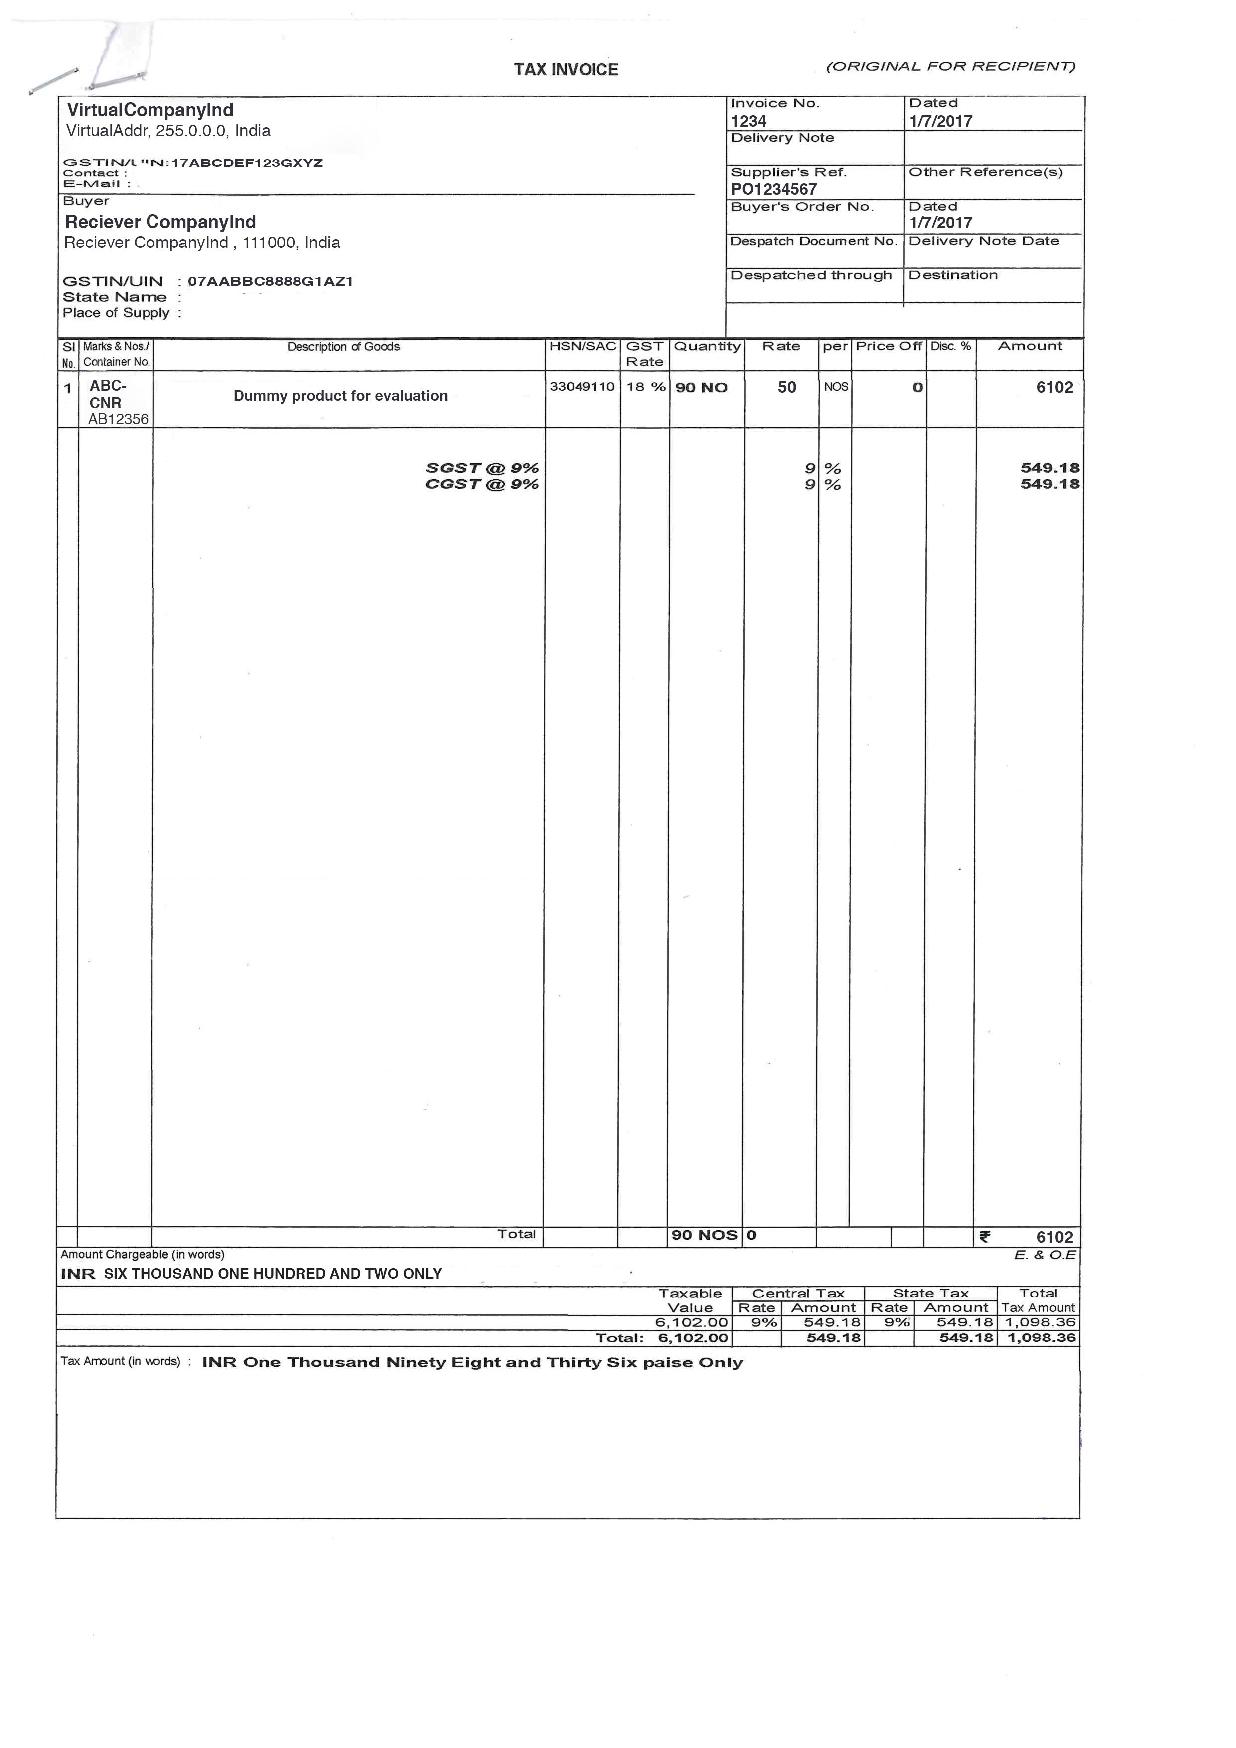 TAX INVOICE
(ORIGINAL FOR RECIPIENT)
VirtualCompanyInd
VirtualAddr, 255.0.0.0, India
GSTIN/ :17ABCDEF123GXYZ
Contact :
E-Mail :
Buyer
Reciever CompanyInd
Reciever CompanyInd , 111000, India
GSTIN/UIN : 07AABBC8888G1AZ1
State Name :
Place of Supply :
Invoice No. Dated
1234 1/7/2017
Delivery Note
Supplier's Ref. Other Reference(s)
PO1234567
Buyer's Order No. Dated
1/7/2017
Despatch Document No. Delivery Note Date
Despatched through Destination
Sl Marks & Nos./ Description of Goods HSN/SAC GST Quantity Rate per Price Off Disc. % Amount
No. Container No Rate
1 ABC- Dummy product for evaluation 33049110 18 % 90 NO 50 NOS 0 6102
CNR
AB12356
SGST @ 9% 9 % 549.18
CGST @ 9% 9 % 549.18
Total 90 NOS 0 ₹ 6102
Amount Chargeable (in words) E. & O.E
INR SIX THOUSAND ONE HUNDRED AND TWO ONLY
Taxable Central Tax State Tax Total
Value Rate Amount Rate Amount Tax Amount
6,102.00 9% 549.18 9% 549.18 1,098.36
Total: 6,102.00 549.18 549.18 1,098.36
Tax Amount (in words) : INR One Thousand Ninety Eight and Thirty Six paise Only